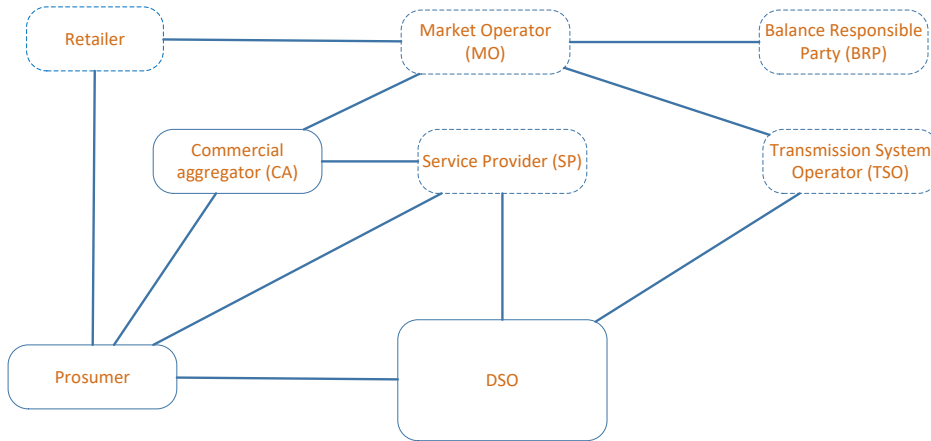 Retailer
Market Operator
(MO)
Balance Responsible
Party (BRP)
Commercial
aggregator (CA)
Service Provider (SP)
Transmission System
Operator (TSO)
Prosumer
DSO